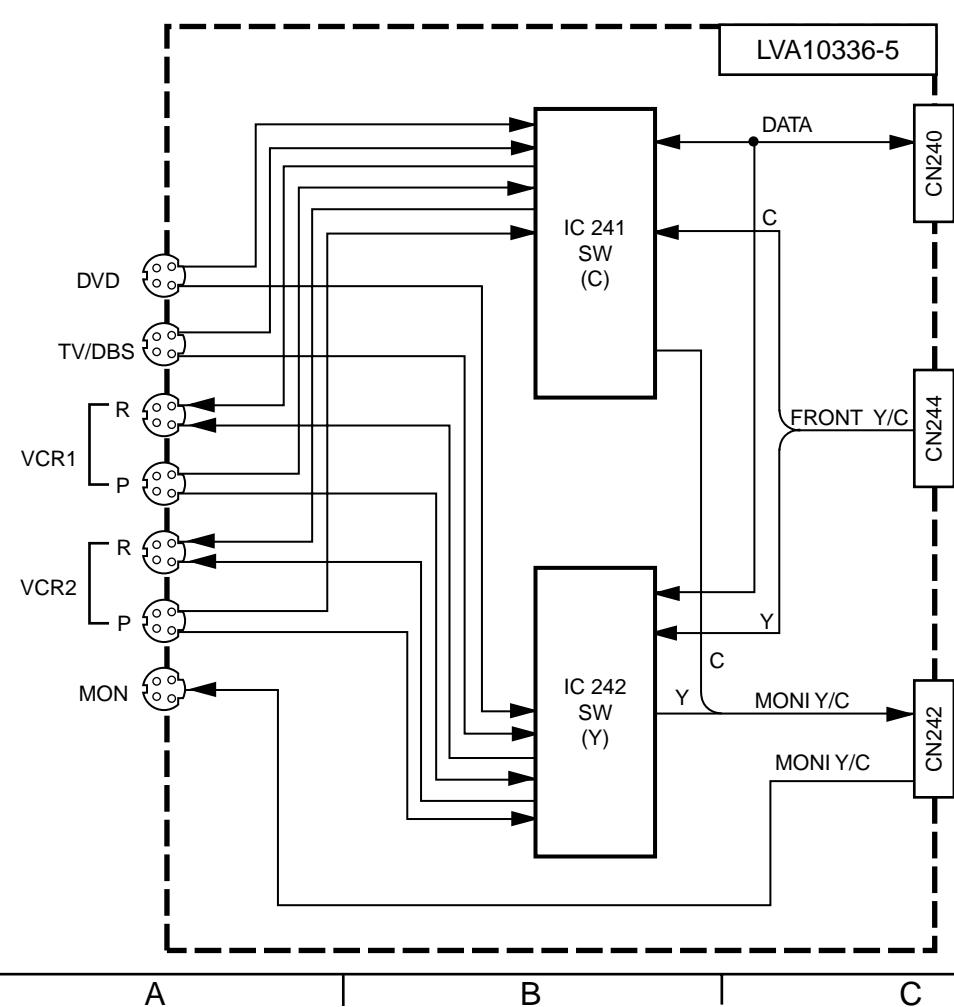 LVA10336-5
DATA
CN240
C
IC 241
SW
(C)
DVD
TV/DBS
R
VCR1
P
FRONT Y/C
CN244
R
VCR2
P
Y
C
MON
IC 242
SW
(Y)
Y
MONI Y/C
CN242
MONI Y/C
A
B
C